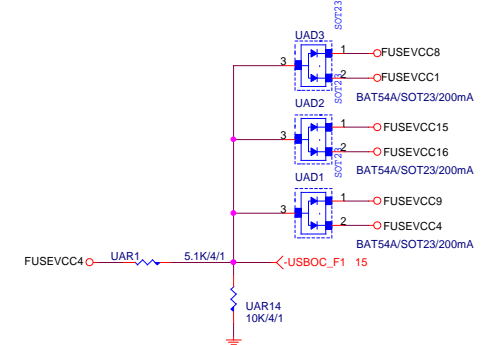 SOT23
UAD3
3
1
FUSEVCC8
2
FUSEVCC1
SOT23
BAT54A/SOT23/200mA
UAD2
3
1
FUSEVCC15
2
FUSEVCC16
SOT23
BAT54A/SOT23/200mA
UAD1
3
1
FUSEVCC9
2
FUSEVCC4
BAT54A/SOT23/200mA
FUSEVCC4
UAR1
5.1K/4/1
-USBOC_F1 15
UAR14
10K/4/1